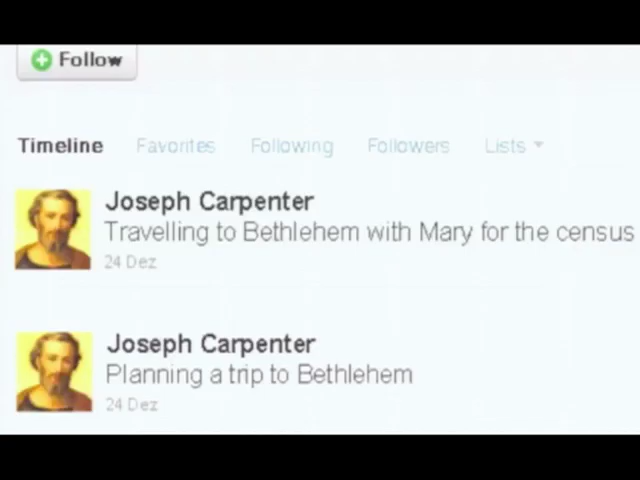 Follow
Timeline Favorites Following Followers Lists
Joseph Carpenter
Travelling to Bethlehem with Mary for the census
24 Dez
Joseph Carpenter
Planning a trip to Bethlehem
24 Dez